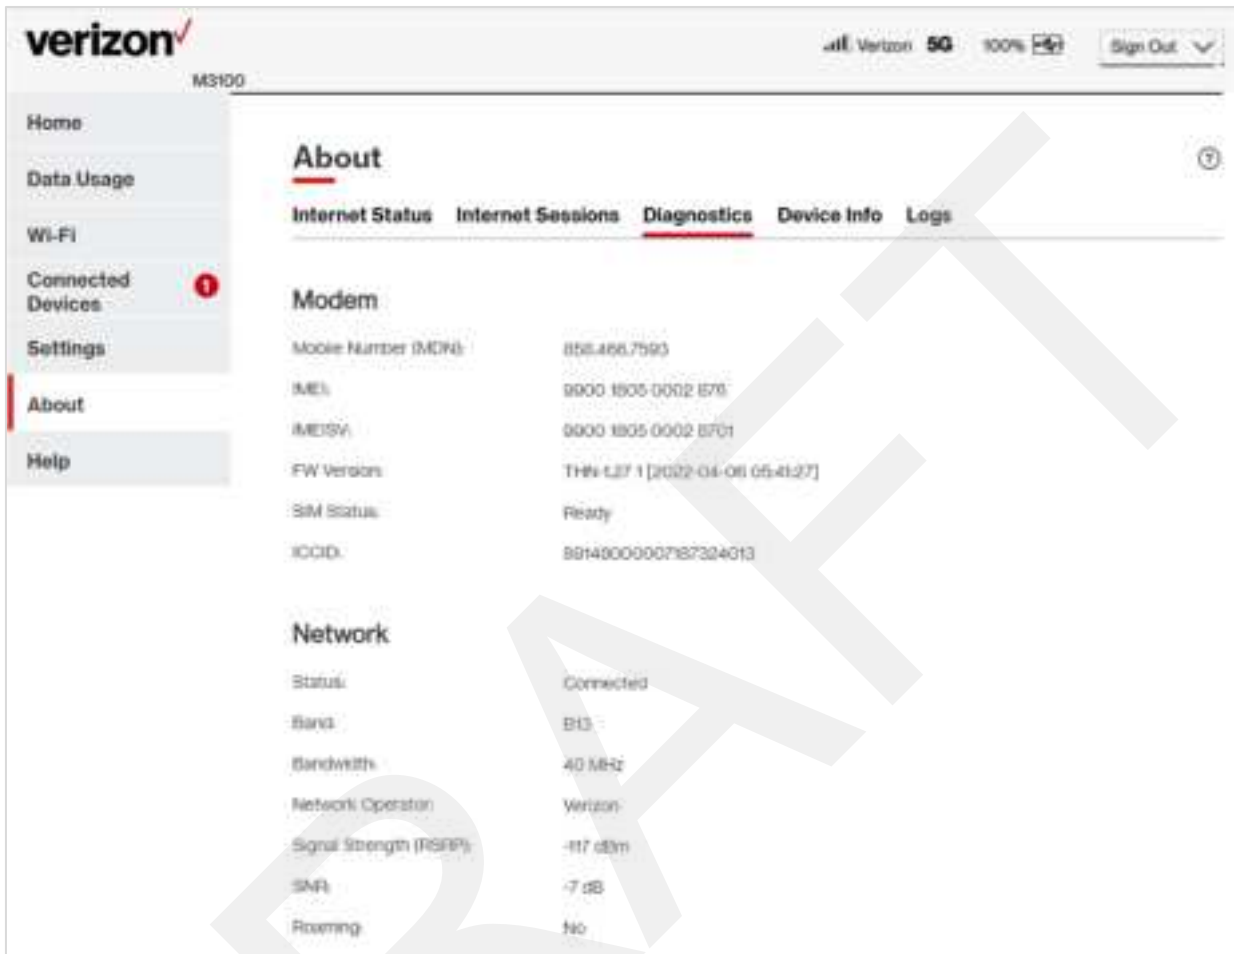 verizon
Verizon 5G 100% Sign Out
M3100
Home
Data Usage
Wi-Fi
Connected
Devices
1
Settings
About
Help
About
?
Internet Status Internet Sessions Diagnostics Device Info Logs
Modem
Mobile Number (MDN): 858.466.7593
IMEI: 9900 1805 0002 876
IMEISV: 9900 1805 0002 8701
FW Version: THN-1.27 1 [2022-04-06 05:41:27]
SIM Status: Ready
ICCID: 89148000007187324013
Network
Status: Connected
Band: B13
Bandwidth: 40 MHz
Network Operator: Verizon
Signal Strength (RSRP): -117 dBm
SNR: -7 dB
Roaming: No
RAFT